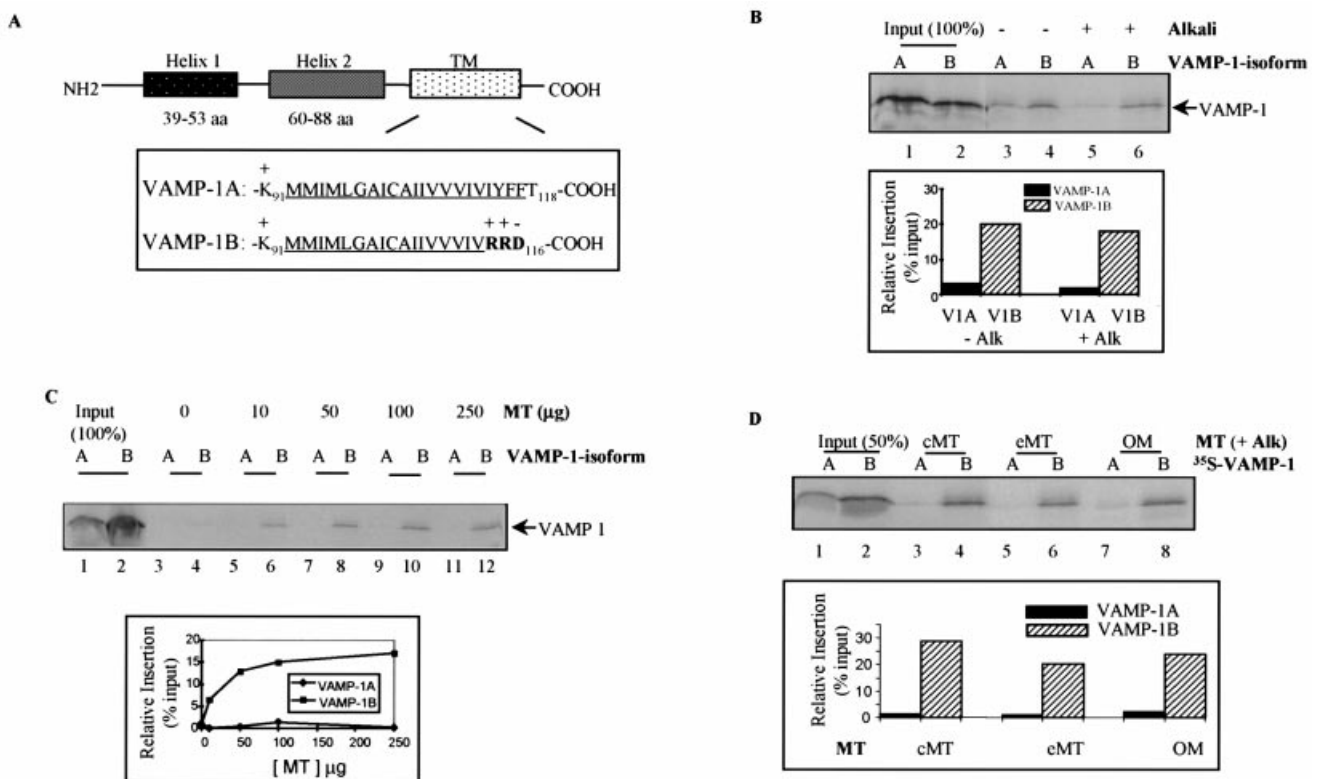 A
Helix 1 Helix 2 TM
NH2 COOH
39-53 aa 60-88 aa
+
VAMP-1A: -K91MMIMLGAICAIIVVVIVIYFFT118-COOH
+ + + -
VAMP-1B: -K91MMIMLGAICAIIVVVIVRRD116-COOH
B
Input (100%) - - + + Alkali
A B A B A B VAMP-1-isoform
VAMP-1
1 2 3 4 5 6
30
20
10
0
Relative Insertion
(% input)
VAMP-1A
VAMP-1B
V1A V1B V1A V1B
- Alk + Alk
C
Input
(100%) 0 10 50 100 250 MT (µg)
A B A B A B A B A B A B VAMP-1-isoform
VAMP 1
1 2 3 4 5 6 7 8 9 10 11 12
20
15
10
5
0
Relative Insertion
(% input)
VAMP-1A
VAMP-1B
0 50 100 150 200 250
[ MT ] µg
D
Input (50%) cMT eMT OM MT (+ Alk)
A B A B A B A B 35S-VAMP-1
1 2 3 4 5 6 7 8
30
20
10
0
Relative Insertion
(% input)
VAMP-1A
VAMP-1B
MT cMT eMT OM